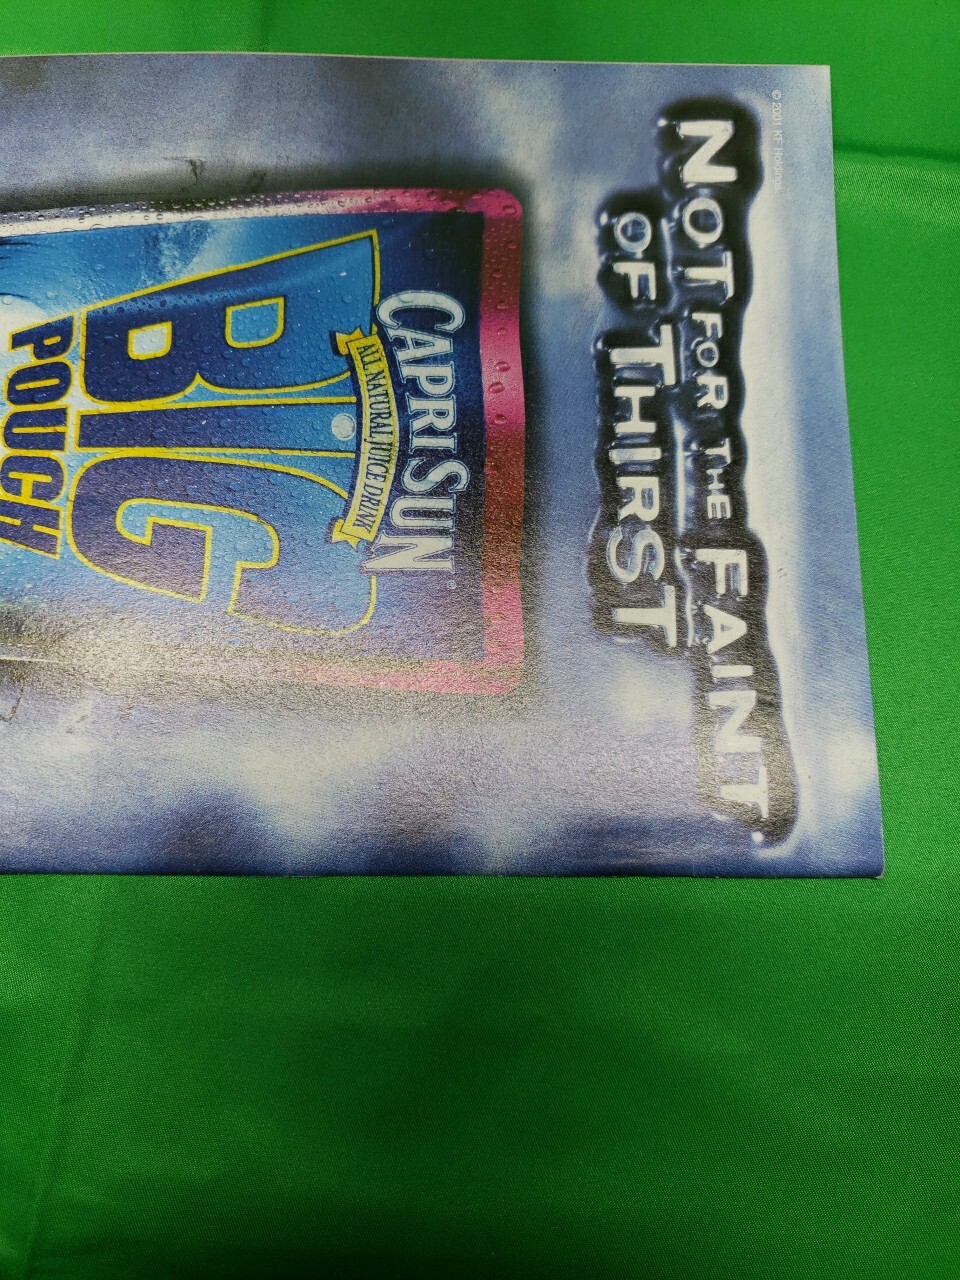 © 2001 KF Holdings
NOT FOR THE FAINT
OF THIRST.
CAPRI SUN®
ALL NATURAL JUICE DRINK
BIG
POUCH